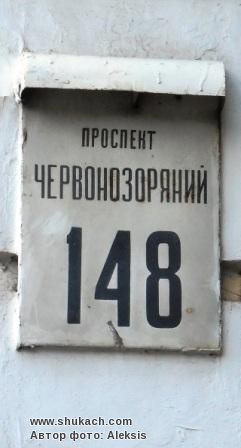 ПРОСПЕКТ
ЧЕРВОНОЗОРЯНИЙ
148
www.shukach.com
Автор фото: Aleksis